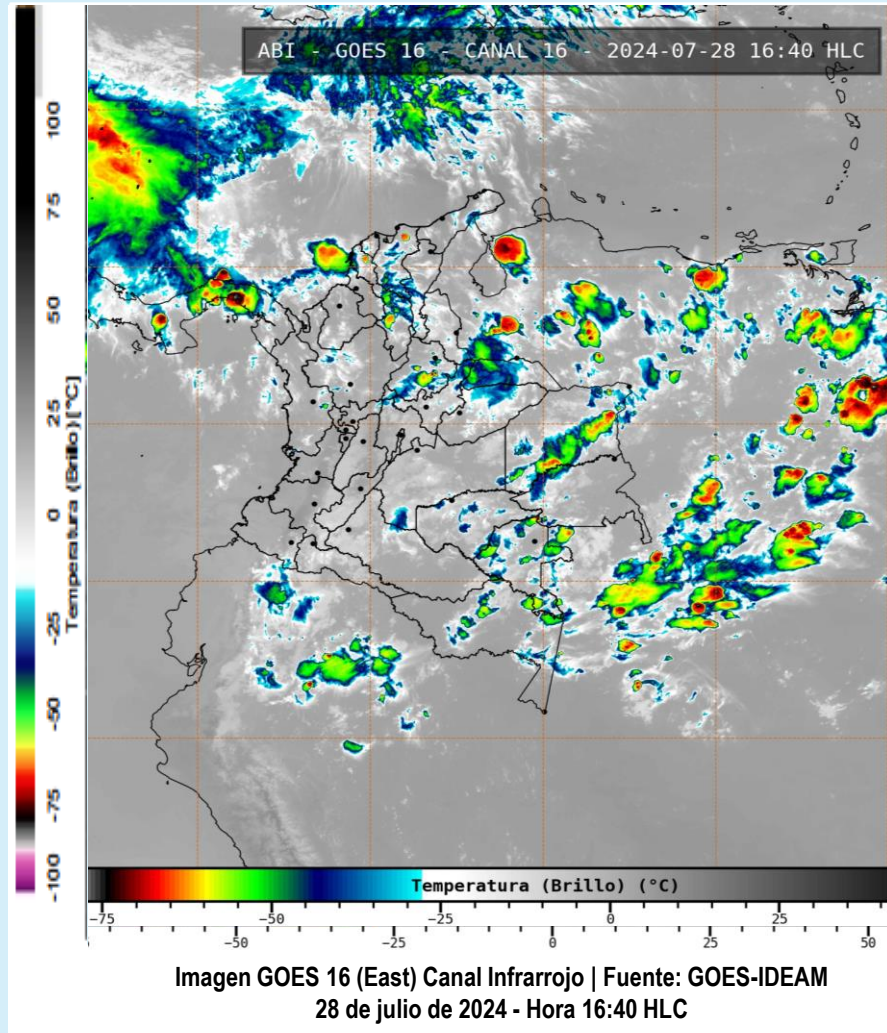 ABI - GOES 16 - CANAL 16 - 2024-07-28 16:40 HLC
100
75
50
25
0
-25
-50
-75
-100
Temperatura (Brillo) [°C]
Temperatura (Brillo) (°C)
-75 -50 -25 0
-50 -25 0 25 50
Imagen GOES 16 (East) Canal Infrarrojo | Fuente: GOES-IDEAM
28 de julio de 2024 - Hora 16:40 HLC